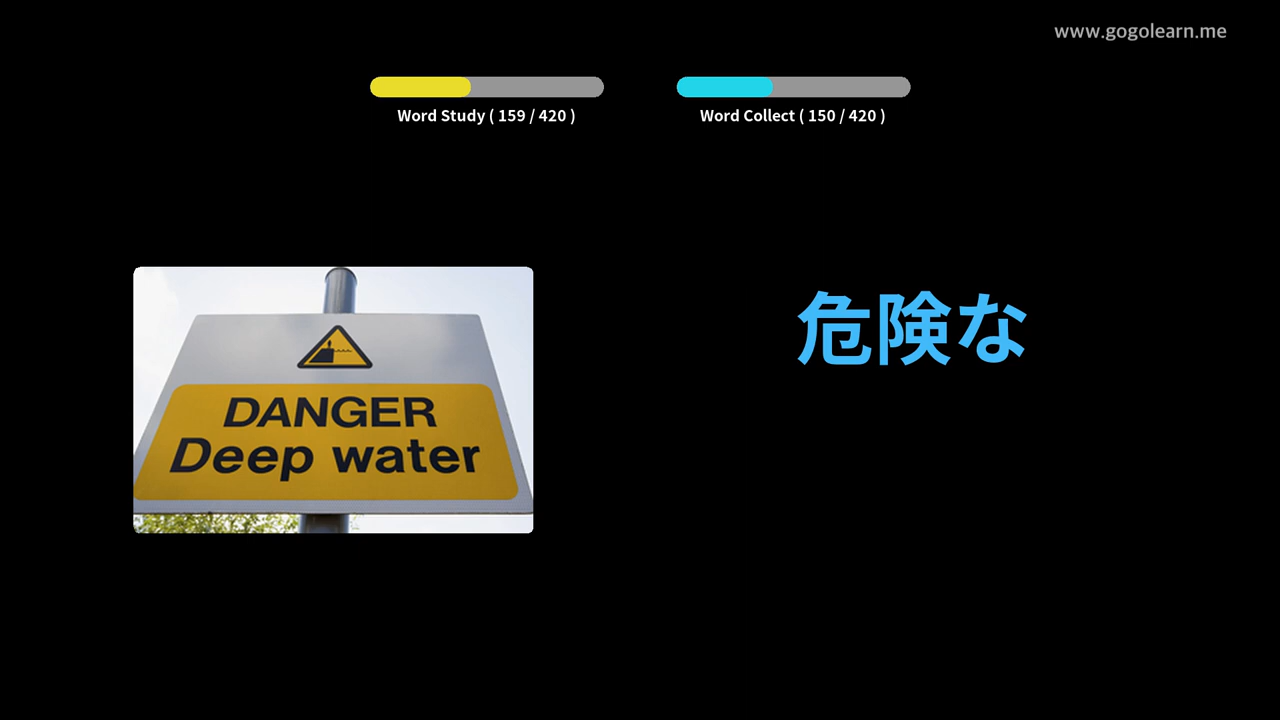 www.gogolearn.me
Word Study ( 159 / 420 )
Word Collect ( 150 / 420 )
危険な
DANGER
Deep water